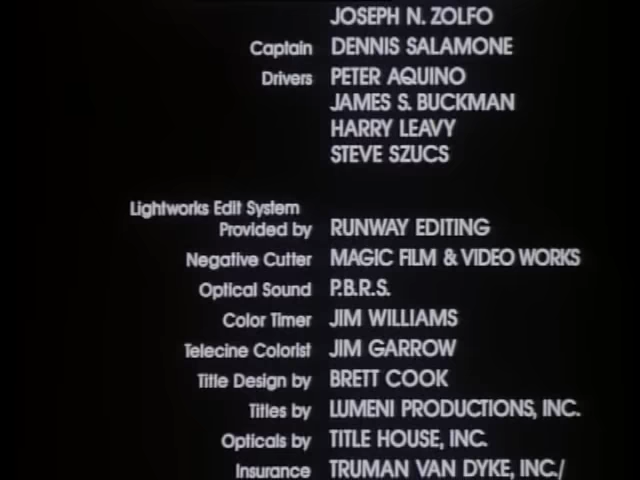 JOSEPH N. ZOLFO
Captain DENNIS SALAMONE
Drivers PETER AQUINO
JAMES S. BUCKMAN
HARRY LEAVY
STEVE SZUCS
Lightworks Edit System
Provided by RUNWAY EDITING
Negative Cutter MAGIC FILM & VIDEO WORKS
Optical Sound P.B.R.S.
Color Timer JIM WILLIAMS
Telecine Colorist JIM GARROW
Title Design by BRETT COOK
Titles by LUMENI PRODUCTIONS, INC.
Opticals by TITLE HOUSE, INC.
Insurance TRUMAN VAN DYKE, INC./